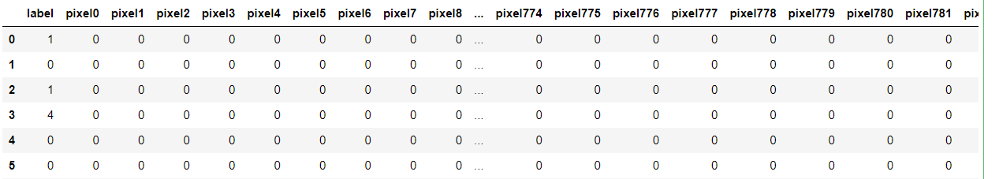 label pixel0 pixel1 pixel2 pixel3 pixel4 pixel5 pixel6 pixel7 pixel8 ... pixel774 pixel775 pixel776 pixel777 pixel778 pixel779 pixel780 pixel781 pix
0 1 0 0 0 0 0 0 0 0 0 ... 0 0 0 0 0 0 0 0
1 0 0 0 0 0 0 0 0 0 0 ... 0 0 0 0 0 0 0 0
2 1 0 0 0 0 0 0 0 0 0 ... 0 0 0 0 0 0 0 0
3 4 0 0 0 0 0 0 0 0 0 ... 0 0 0 0 0 0 0 0
4 0 0 0 0 0 0 0 0 0 0 ... 0 0 0 0 0 0 0 0
5 0 0 0 0 0 0 0 0 0 0 ... 0 0 0 0 0 0 0 0